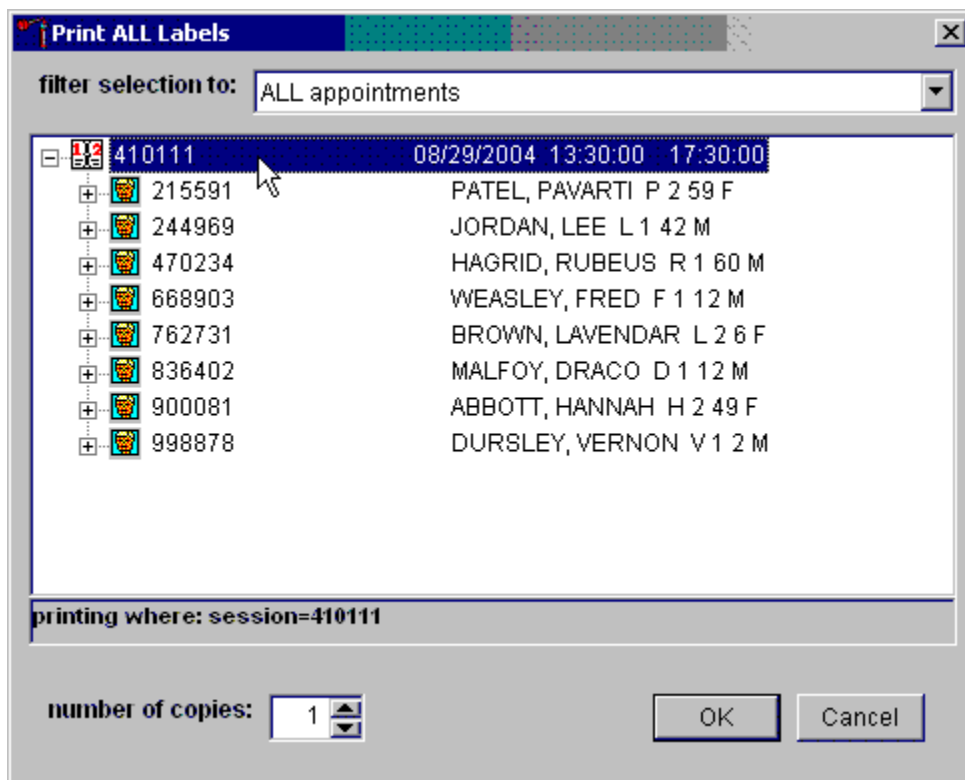 Print ALL Labels
filter selection to: ALL appointments
410111 08/29/2004 13:30:00 17:30:00
215591 PATEL, PAVARTI P 2 59 F
244969 JORDAN, LEE L 1 42 M
470234 HAGRID, RUBEUS R 1 60 M
668903 WEASLEY, FRED F 1 12 M
762731 BROWN, LAVENDAR L 2 6 F
836402 MALFOY, DRACO D 1 12 M
900081 ABBOTT, HANNAH H 2 49 F
998878 DURSLEY, VERNON V 1 2 M
printing where: session=410111
number of copies: 1 OK Cancel